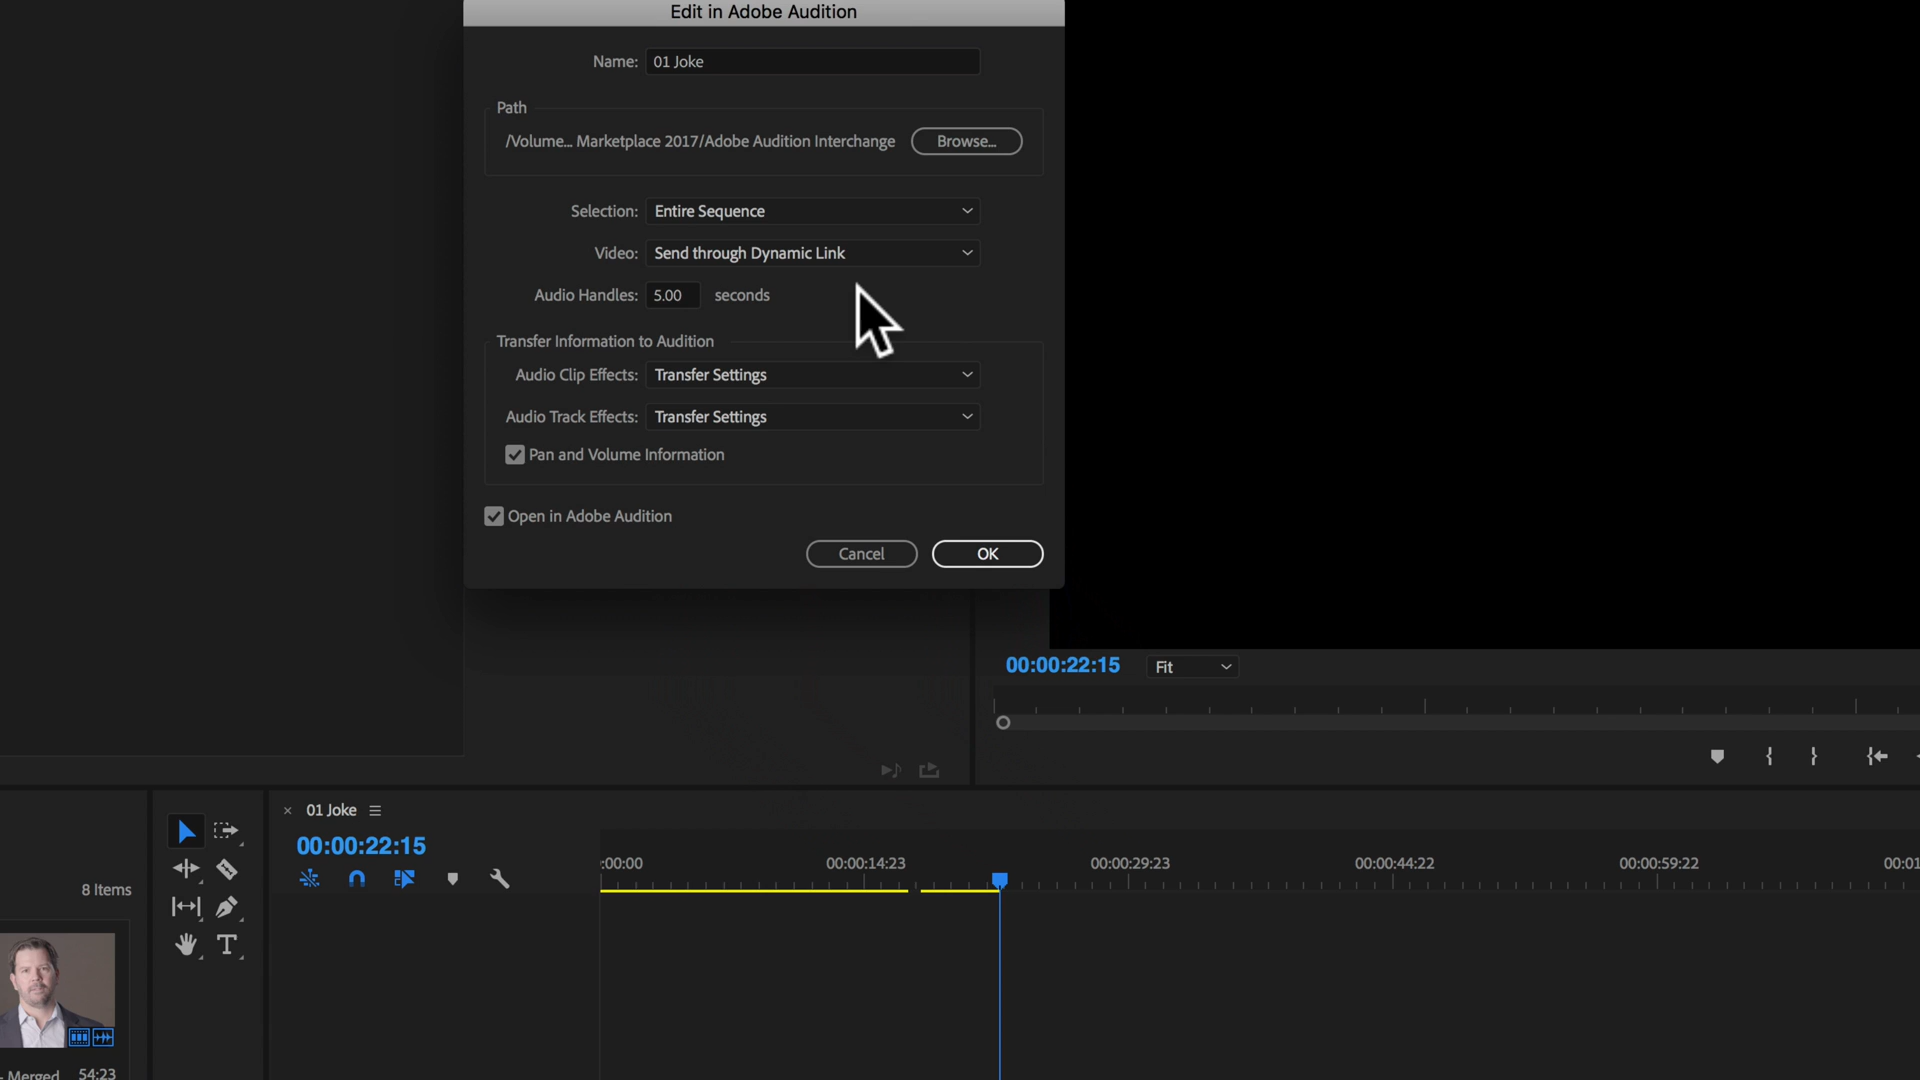 Edit in Adobe Audition
Name: 01 Joke
Path
/Volume... Marketplace 2017/Adobe Audition Interchange Browse...
Selection: Entire Sequence
Video: Send through Dynamic Link
Audio Handles: 5.00 seconds
Transfer Information to Audition
Audio Clip Effects: Transfer Settings
Audio Track Effects: Transfer Settings
Pan and Volume Information
Open in Adobe Audition
Cancel OK
00:00:22:15 Fit
01 Joke
00:00:22:15
:00:00 00:00:14:23 00:00:29:23 00:00:44:22 00:00:59:22 00:01
8 Items
- Merged 54:23